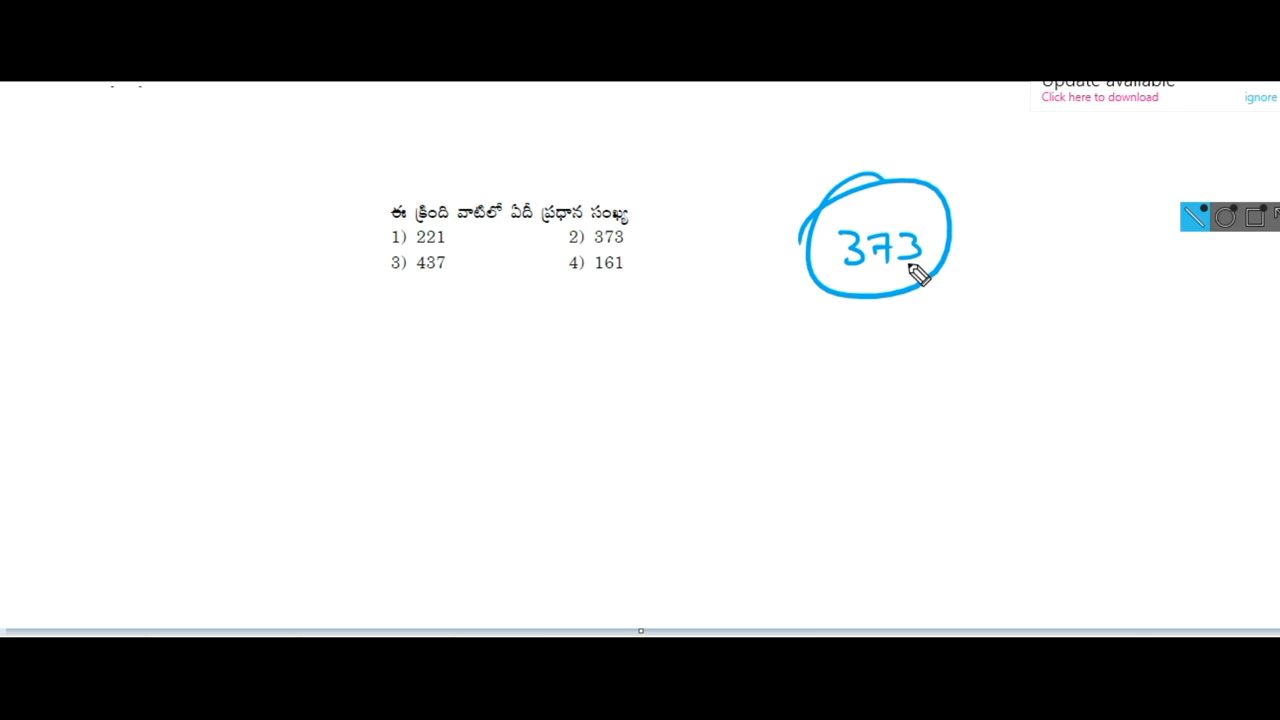 Update available
Click here to download ignore
ఈ క్రింది వాటిలో ఏదీ ప్రధాన సంఖ్య
1) 221 2) 373
3) 437 4) 161
373